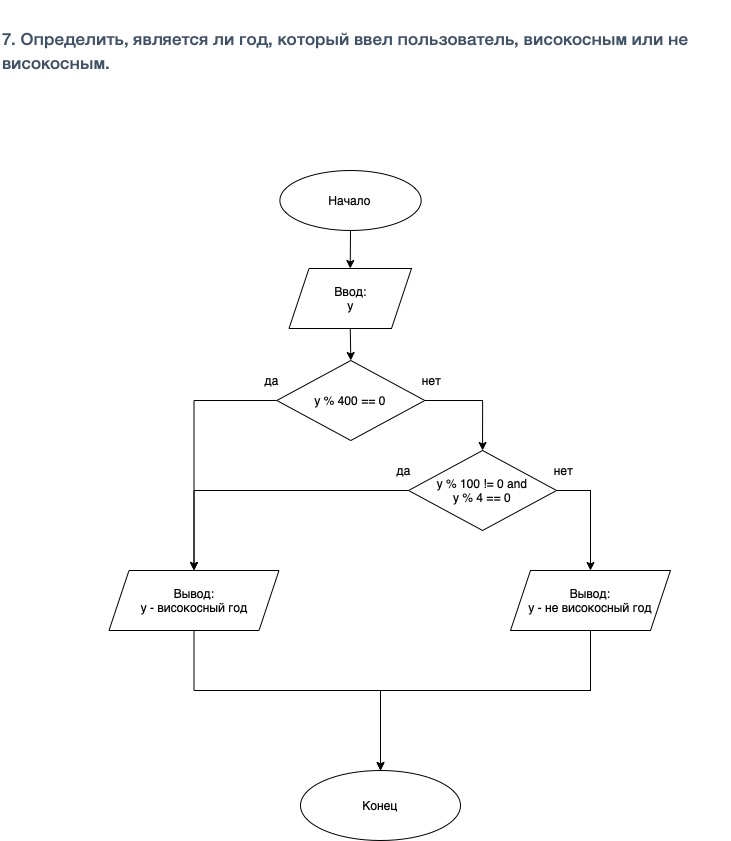 7. Определить, является ли год, который ввел пользователь, високосным или не
високосным.
Начало
Ввод:
y
да
нет
y % 400 == 0
да
нет
y % 100 != 0 and
y % 4 == 0
Вывод:
y - високосный год
Вывод:
y - не високосный год
Конец